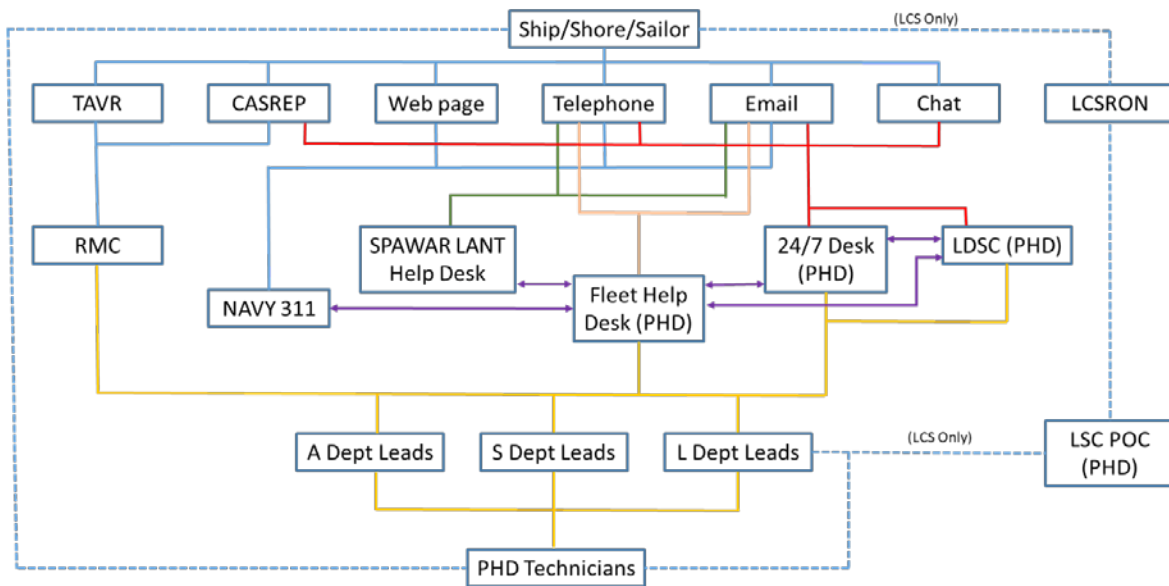 Ship/Shore/Sailor
(LCS Only)
TAVR
CASREP
Web page
Telephone
Email
Chat
LCSRON
RMC
SPAWAR LANT
Help Desk
24/7 Desk
(PHD)
LDSC (PHD)
NAVY 311
Fleet Help
Desk (PHD)
A Dept Leads
S Dept Leads
L Dept Leads
(LCS Only)
LSC POC
(PHD)
PHD Technicians